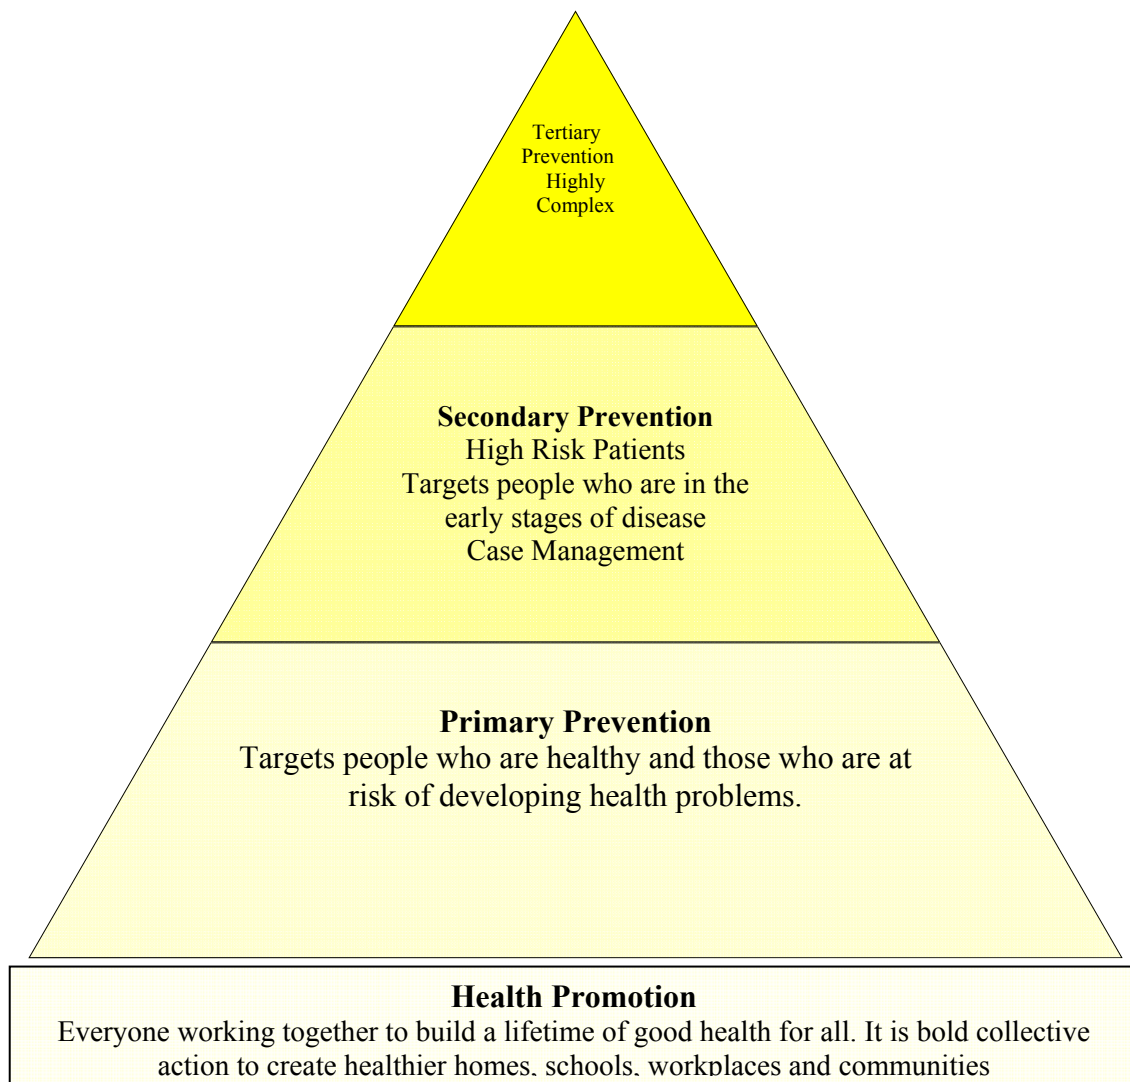 Tertiary
Prevention
Highly
Complex
Secondary Prevention
High Risk Patients
Targets people who are in the
early stages of disease
Case Management
Primary Prevention
Targets people who are healthy and those who are at
risk of developing health problems.
Health Promotion
Everyone working together to build a lifetime of good health for all. It is bold collective
action to create healthier homes, schools, workplaces and communities